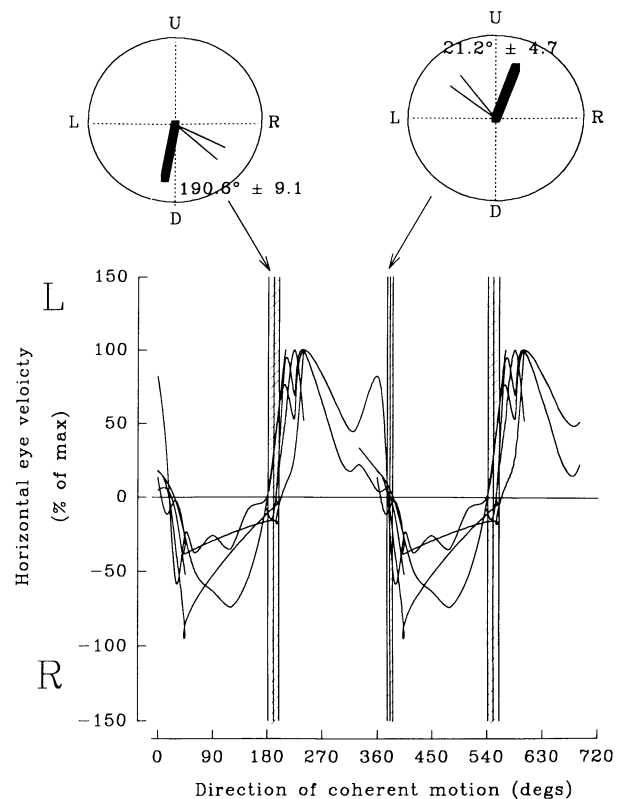 U
L
R
190.6° ± 9.1
D
U
21.2° ± 4.7
L
R
D
L
R
Horizontal eye veloicty
(% of max)
150
100
50
0
−50
−100
−150
0 90 180 270 360 450 540 630 720
Direction of coherent motion (degs)